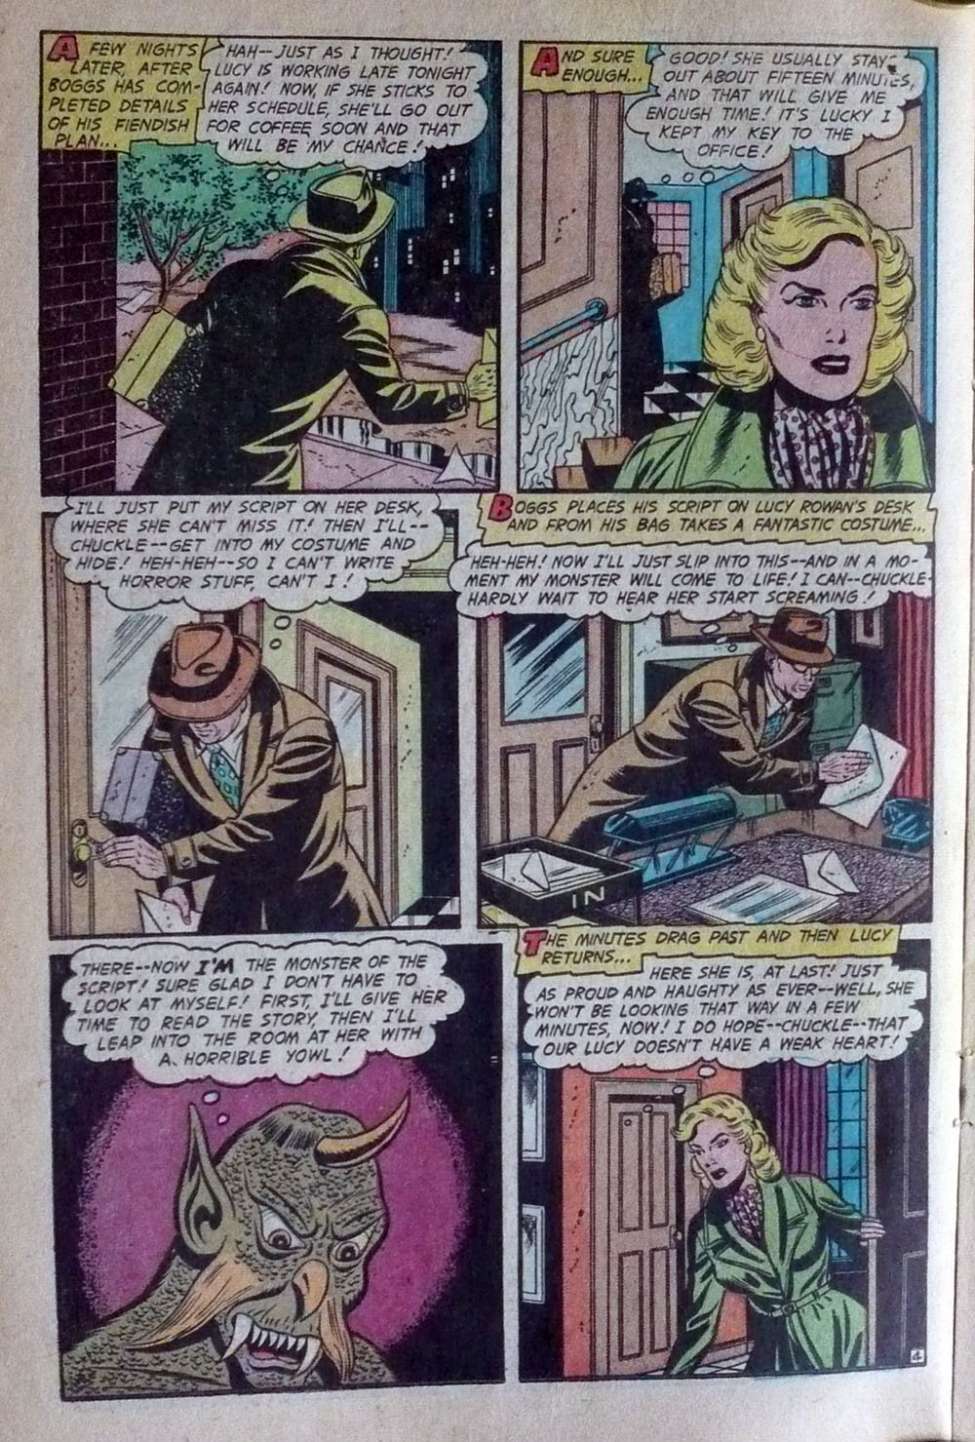 A FEW NIGHTS
LATER, AFTER
BOGGS HAS COM-
PLETED DETAILS
OF HIS FIENDISH
PLAN...
HAH--JUST AS I THOUGHT!
LUCY IS WORKING LATE TONIGHT
AGAIN! NOW, IF SHE STICKS TO
HER SCHEDULE, SHE'LL GO OUT
FOR COFFEE SOON AND THAT
WILL BE MY CHANCE!
AND SURE
ENOUGH...
GOOD! SHE USUALLY STAYS
OUT ABOUT FIFTEEN MINUTES,
AND THAT WILL GIVE ME
ENOUGH TIME! IT'S LUCKY I
KEPT MY KEY TO THE
OFFICE!
I'LL JUST PUT MY SCRIPT ON HER DESK,
WHERE SHE CAN'T MISS IT! THEN I'LL--
CHUCKLE--GET INTO MY COSTUME AND
HIDE! HEH-HEH--SO I CAN'T WRITE
HORROR STUFF, CAN'T I!
BOGGS PLACES HIS SCRIPT ON LUCY ROWAN'S DESK
AND FROM HIS BAG TAKES A FANTASTIC COSTUME...
HEH-HEH! NOW I'LL JUST SLIP INTO THIS--AND IN A MO-
MENT MY MONSTER WILL COME TO LIFE! I CAN--CHUCKLE-
HARDLY WAIT TO HEAR HER START SCREAMING!
IN
THERE--NOW I'M THE MONSTER OF THE
SCRIPT! SURE GLAD I DON'T HAVE TO
LOOK AT MYSELF! FIRST, I'LL GIVE HER
TIME TO READ THE STORY, THEN I'LL
LEAP INTO THE ROOM AT HER WITH
A HORRIBLE YOWL!
THE MINUTES DRAG PAST AND THEN LUCY
RETURNS...
HERE SHE IS, AT LAST! JUST
AS PROUD AND HAUGHTY AS EVER--WELL, SHE
WON'T BE LOOKING THAT WAY IN A FEW
MINUTES, NOW! I DO HOPE--CHUCKLE--THAT
OUR LUCY DOESN'T HAVE A WEAK HEART!
4